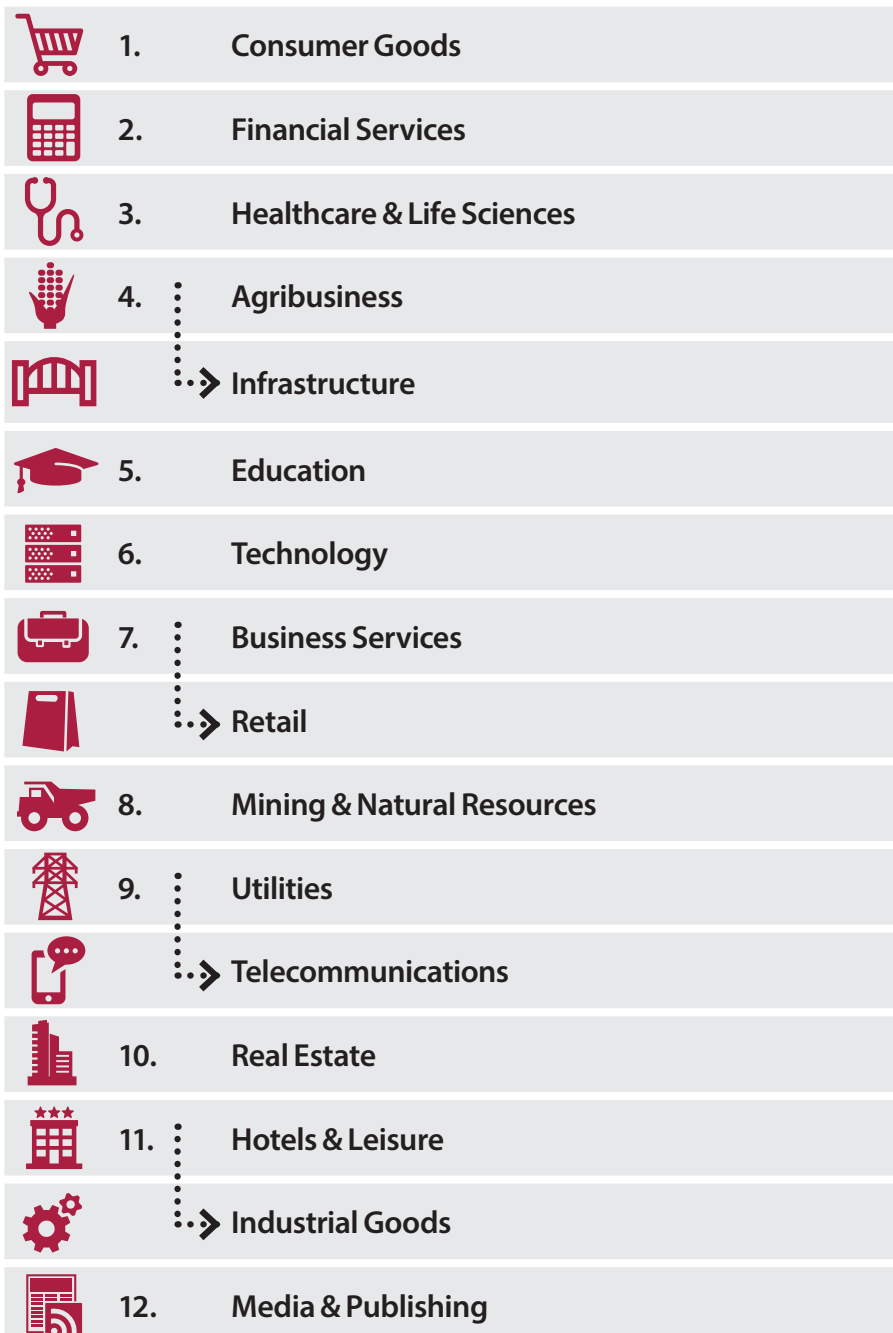 1. Consumer Goods
2. Financial Services
3. Healthcare & Life Sciences
4. Agribusiness
Infrastructure
5. Education
6. Technology
7. Business Services
Retail
8. Mining & Natural Resources
9. Utilities
Telecommunications
10. Real Estate
11. Hotels & Leisure
Industrial Goods
12. Media & Publishing